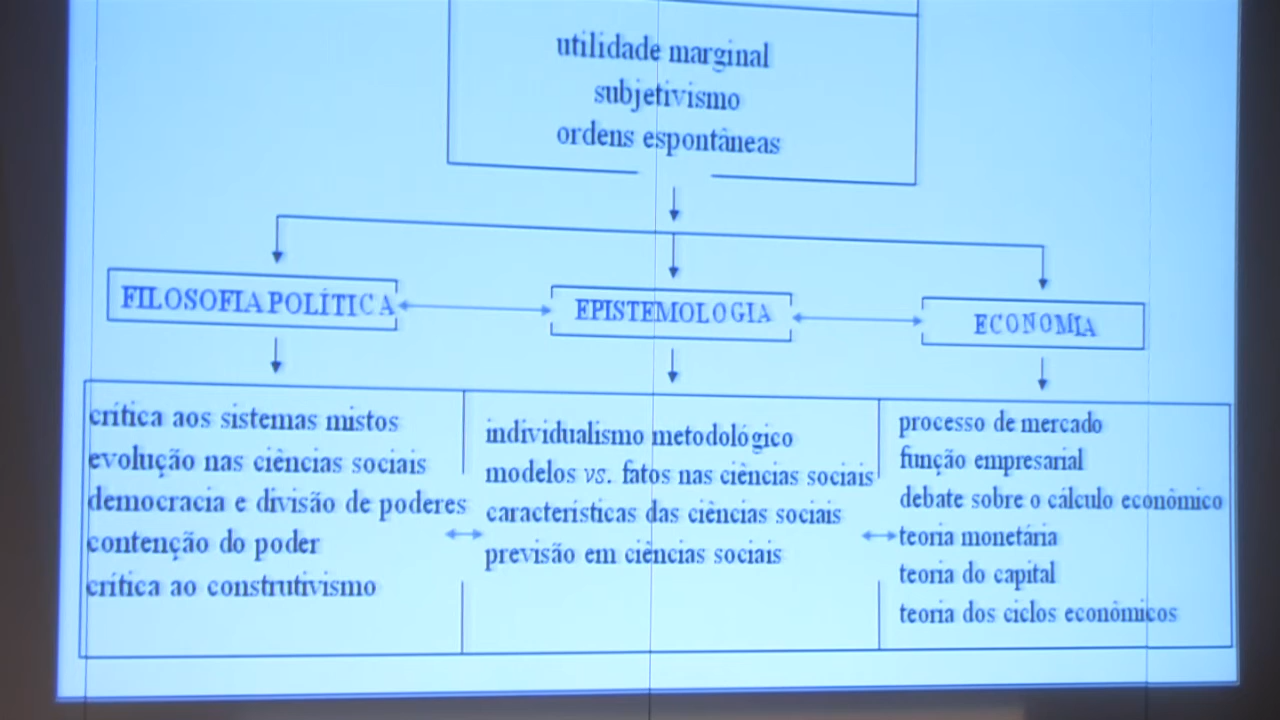 utilidade marginal
subjetivismo
ordens espontâneas
FILOSOFIA POLÍTICA
EPISTEMOLOGIA
ECONOMIA
crítica aos sistemas mistos
evolução nas ciências sociais
democracia e divisão de poderes
contenção do poder
crítica ao construtivismo
individualismo metodológico
modelos vs. fatos nas ciências sociais
características das ciências sociais
previsão em ciências sociais
processo de mercado
função empresarial
debate sobre o cálculo econômico
teoria monetária
teoria do capital
teoria dos ciclos econômicos